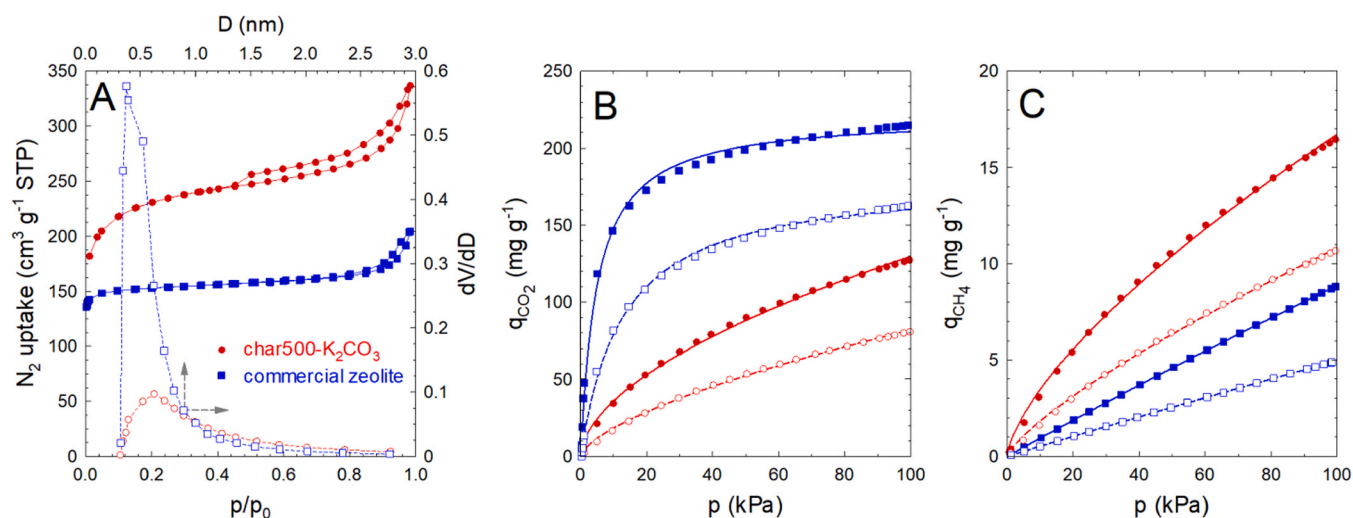 D (nm)
0.0 0.5 1.0 1.5 2.0 2.5 3.0
A
350
300
250
200
150
100
50
0
N₂ uptake (cm³ g⁻¹ STP)
char500-K₂CO₃
commercial zeolite
0.6
0.5
0.4
0.3
0.2
0.1
0
dV/dD
0.0 0.2 0.4 0.6 0.8 1.0
p/p₀
B
250
200
150
100
50
0
q_CO₂ (mg g⁻¹)
0 20 40 60 80 100
p (kPa)
C
20
15
10
5
0
q_CH₄ (mg g⁻¹)
0 20 40 60 80 100
p (kPa)